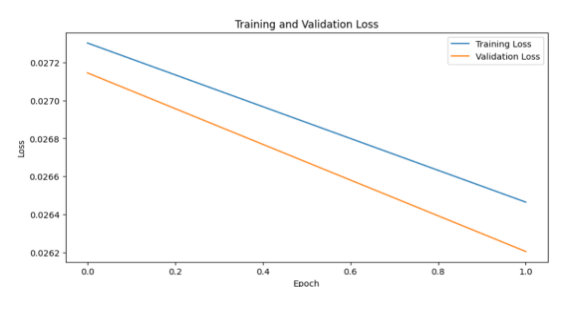 Training and Validation Loss
Training Loss
Validation Loss
0.0272
0.0270
0.0268
0.0266
0.0264
0.0262
Loss
0.0
0.2
0.4
0.6
0.8
1.0
Epoch